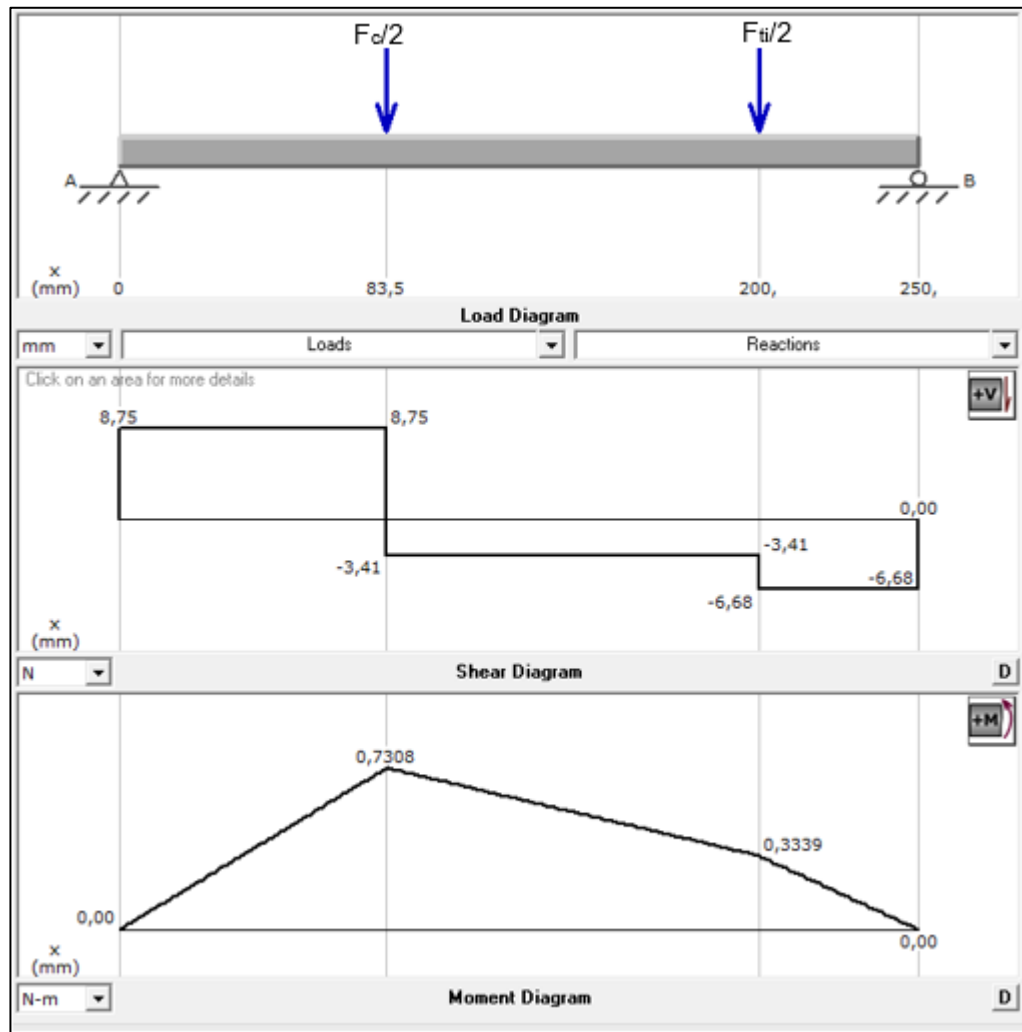 Fc/2 Fti/2
A B
x
(mm) 0 83,5 200, 250,
Load Diagram
mm Loads Reactions
Click on an area for more details
+V
8,75 8,75
0,00
-3,41 -3,41
-6,68 -6,68
x
(mm)
N Shear Diagram D
+M
0,7308
0,3339
0,00
0,00
x
(mm)
N-m Moment Diagram D